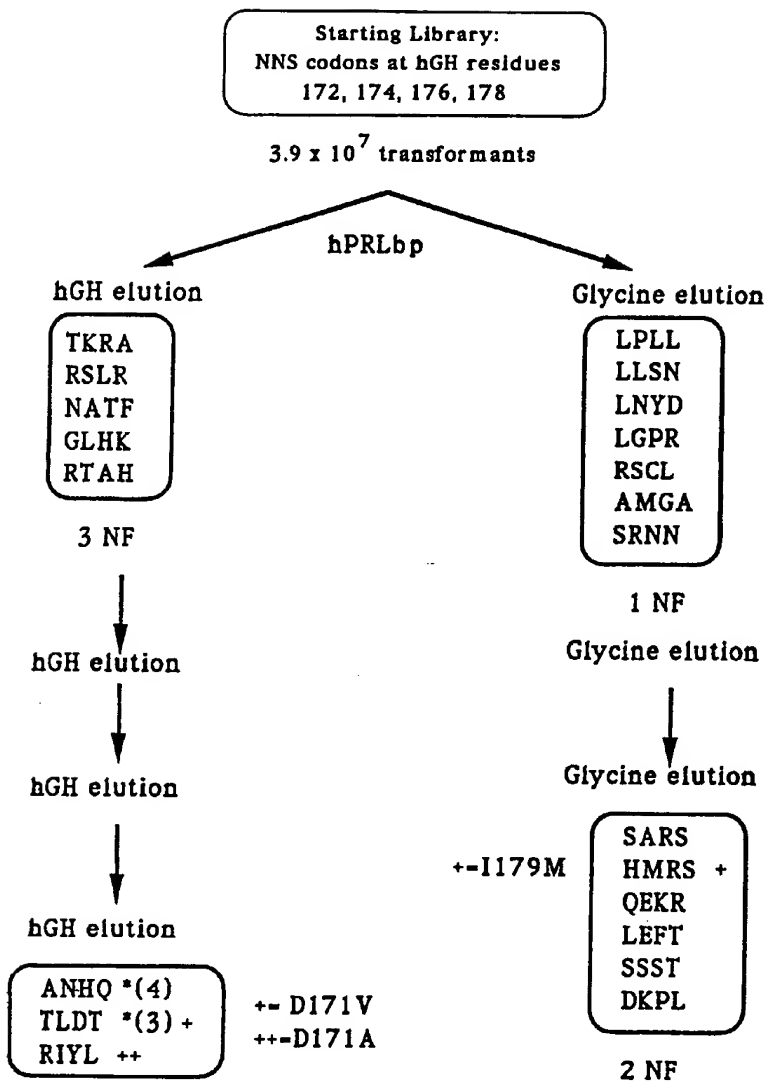 Starting Library:
NNS codons at hGH residues
172, 174, 176, 178
3.9 x 10^7 transformants
hPRLbp
hGH elution
TKRA
RSLR
NATF
GLHK
RTAH
3 NF
hGH elution
hGH elution
hGH elution
ANHQ *(4)
TLDT *(3) +
RIYL ++
+= D171V
++=D171A
Glycine elution
LPLL
LLSN
LNYD
LGPR
RSCL
AMGA
SRNN
1 NF
Glycine elution
Glycine elution
+=I179M
SARS
HMRS +
QEKR
LEFT
SSST
DKPL
2 NF